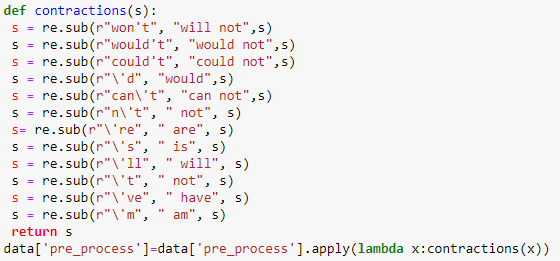 def contractions(s):
 s = re.sub(r"won't", "will not",s)
 s = re.sub(r"would't", "would not",s)
 s = re.sub(r"could't", "could not",s)
 s = re.sub(r"\'d", "would",s)
 s = re.sub(r"can\'t", "can not",s)
 s = re.sub(r"n\'t", " not", s)
 s= re.sub(r"\'re", " are", s)
 s = re.sub(r"\'s", " is", s)
 s = re.sub(r"\'ll", " will", s)
 s = re.sub(r"\'t", " not", s)
 s = re.sub(r"\'ve", " have", s)
 s = re.sub(r"\'m", " am", s)
 return s
data['pre_process']=data['pre_process'].apply(lambda x:contractions(x))